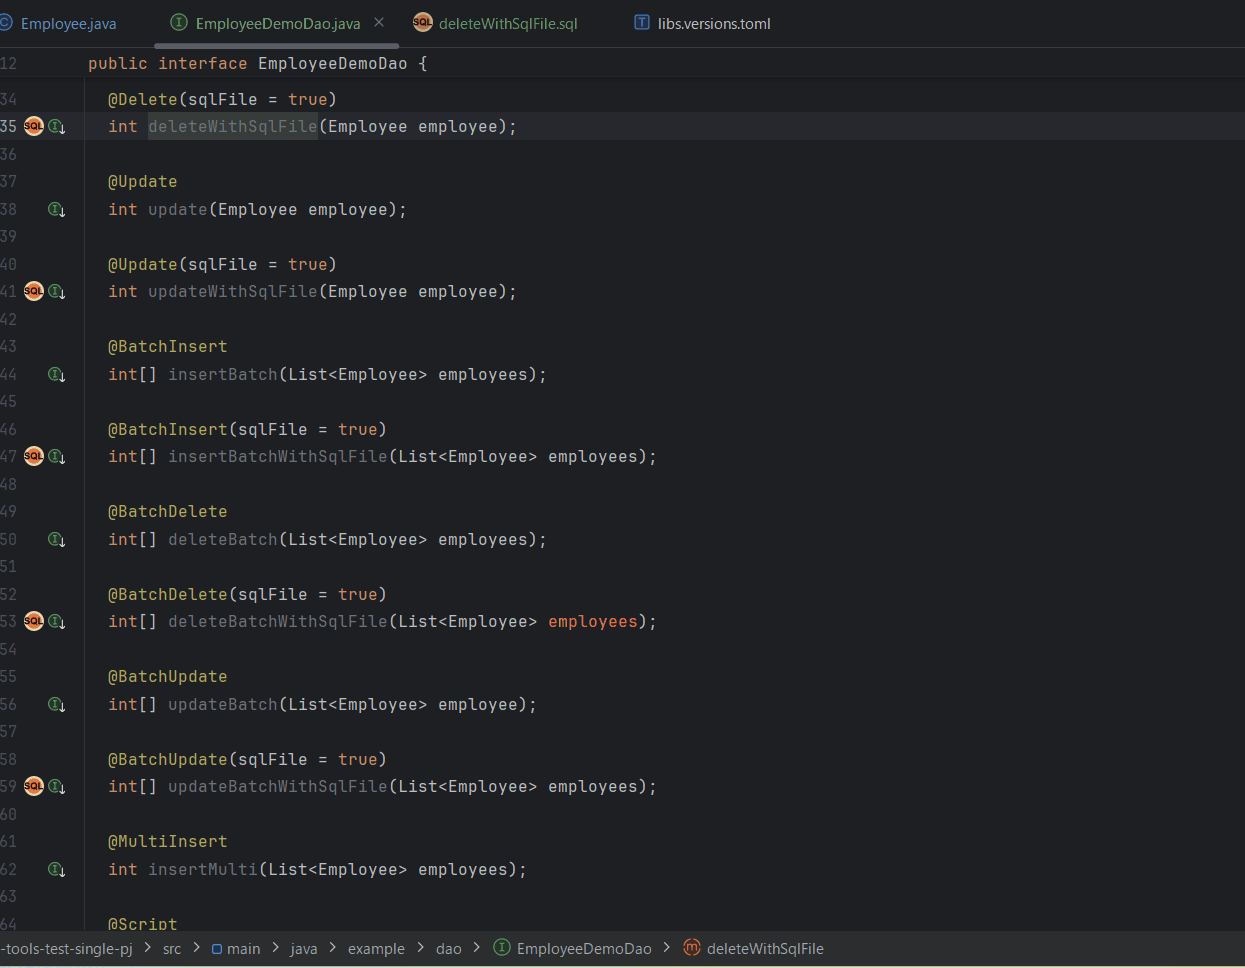 Employee.java EmployeeDemoDao.java SQL deleteWithSqlFile.sql libs.versions.toml
12 public interface EmployeeDemoDao {
34 @Delete(sqlFile = true)
35 SQL int deleteWithSqlFile(Employee employee);
36
37 @Update
38 int update(Employee employee);
39
40 @Update(sqlFile = true)
41 SQL int updateWithSqlFile(Employee employee);
42
43 @BatchInsert
44 int[] insertBatch(List<Employee> employees);
45
46 @BatchInsert(sqlFile = true)
47 SQL int[] insertBatchWithSqlFile(List<Employee> employees);
48
49 @BatchDelete
50 int[] deleteBatch(List<Employee> employees);
51
52 @BatchDelete(sqlFile = true)
53 SQL int[] deleteBatchWithSqlFile(List<Employee> employees);
54
55 @BatchUpdate
56 int[] updateBatch(List<Employee> employee);
57
58 @BatchUpdate(sqlFile = true)
59 SQL int[] updateBatchWithSqlFile(List<Employee> employees);
60
61 @MultiInsert
62 int insertMulti(List<Employee> employees);
63
64 @Script
-tools-test-single-pj > src > main > java > example > dao > EmployeeDemoDao > deleteWithSqlFile